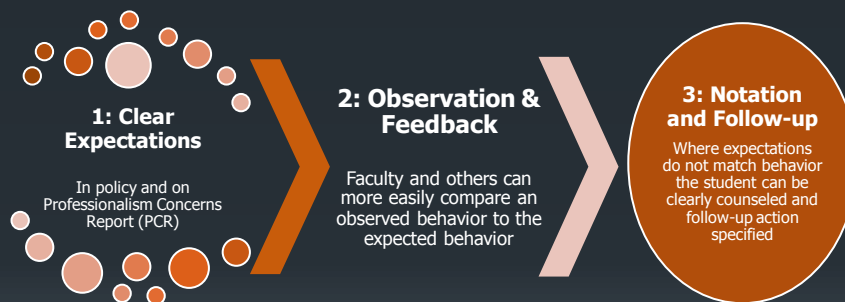 1: Clear
Expectations
In policy and on
Professionalism Concerns
Report (PCR)
2: Observation &
Feedback
Faculty and others can
more easily compare an
observed behavior to the
expected behavior
3: Notation
and Follow-up
Where expectations
do not match behavior
the student can be
clearly counseled and
follow-up action
specified